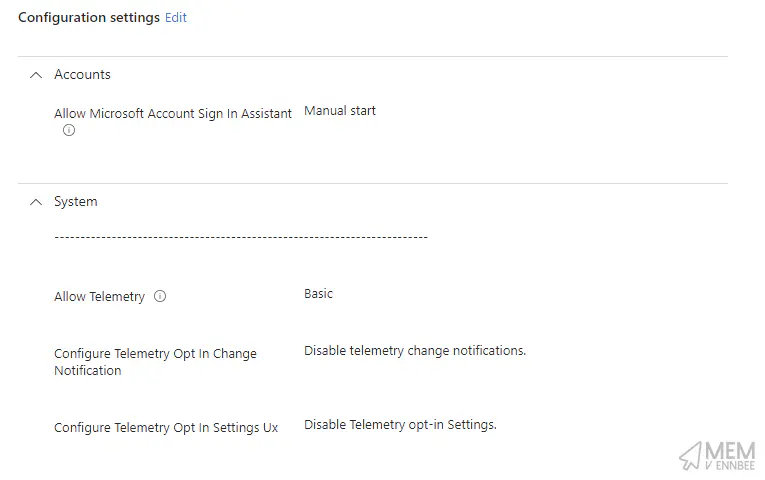 Configuration settings Edit
Accounts
Allow Microsoft Account Sign In Assistant Manual start
System
------------------------------------------------------------------------
Allow Telemetry Basic
Configure Telemetry Opt In Change Disable telemetry change notifications.
Notification
Configure Telemetry Opt In Settings Ux Disable Telemetry opt-in Settings.
MEM
V ENNBEE